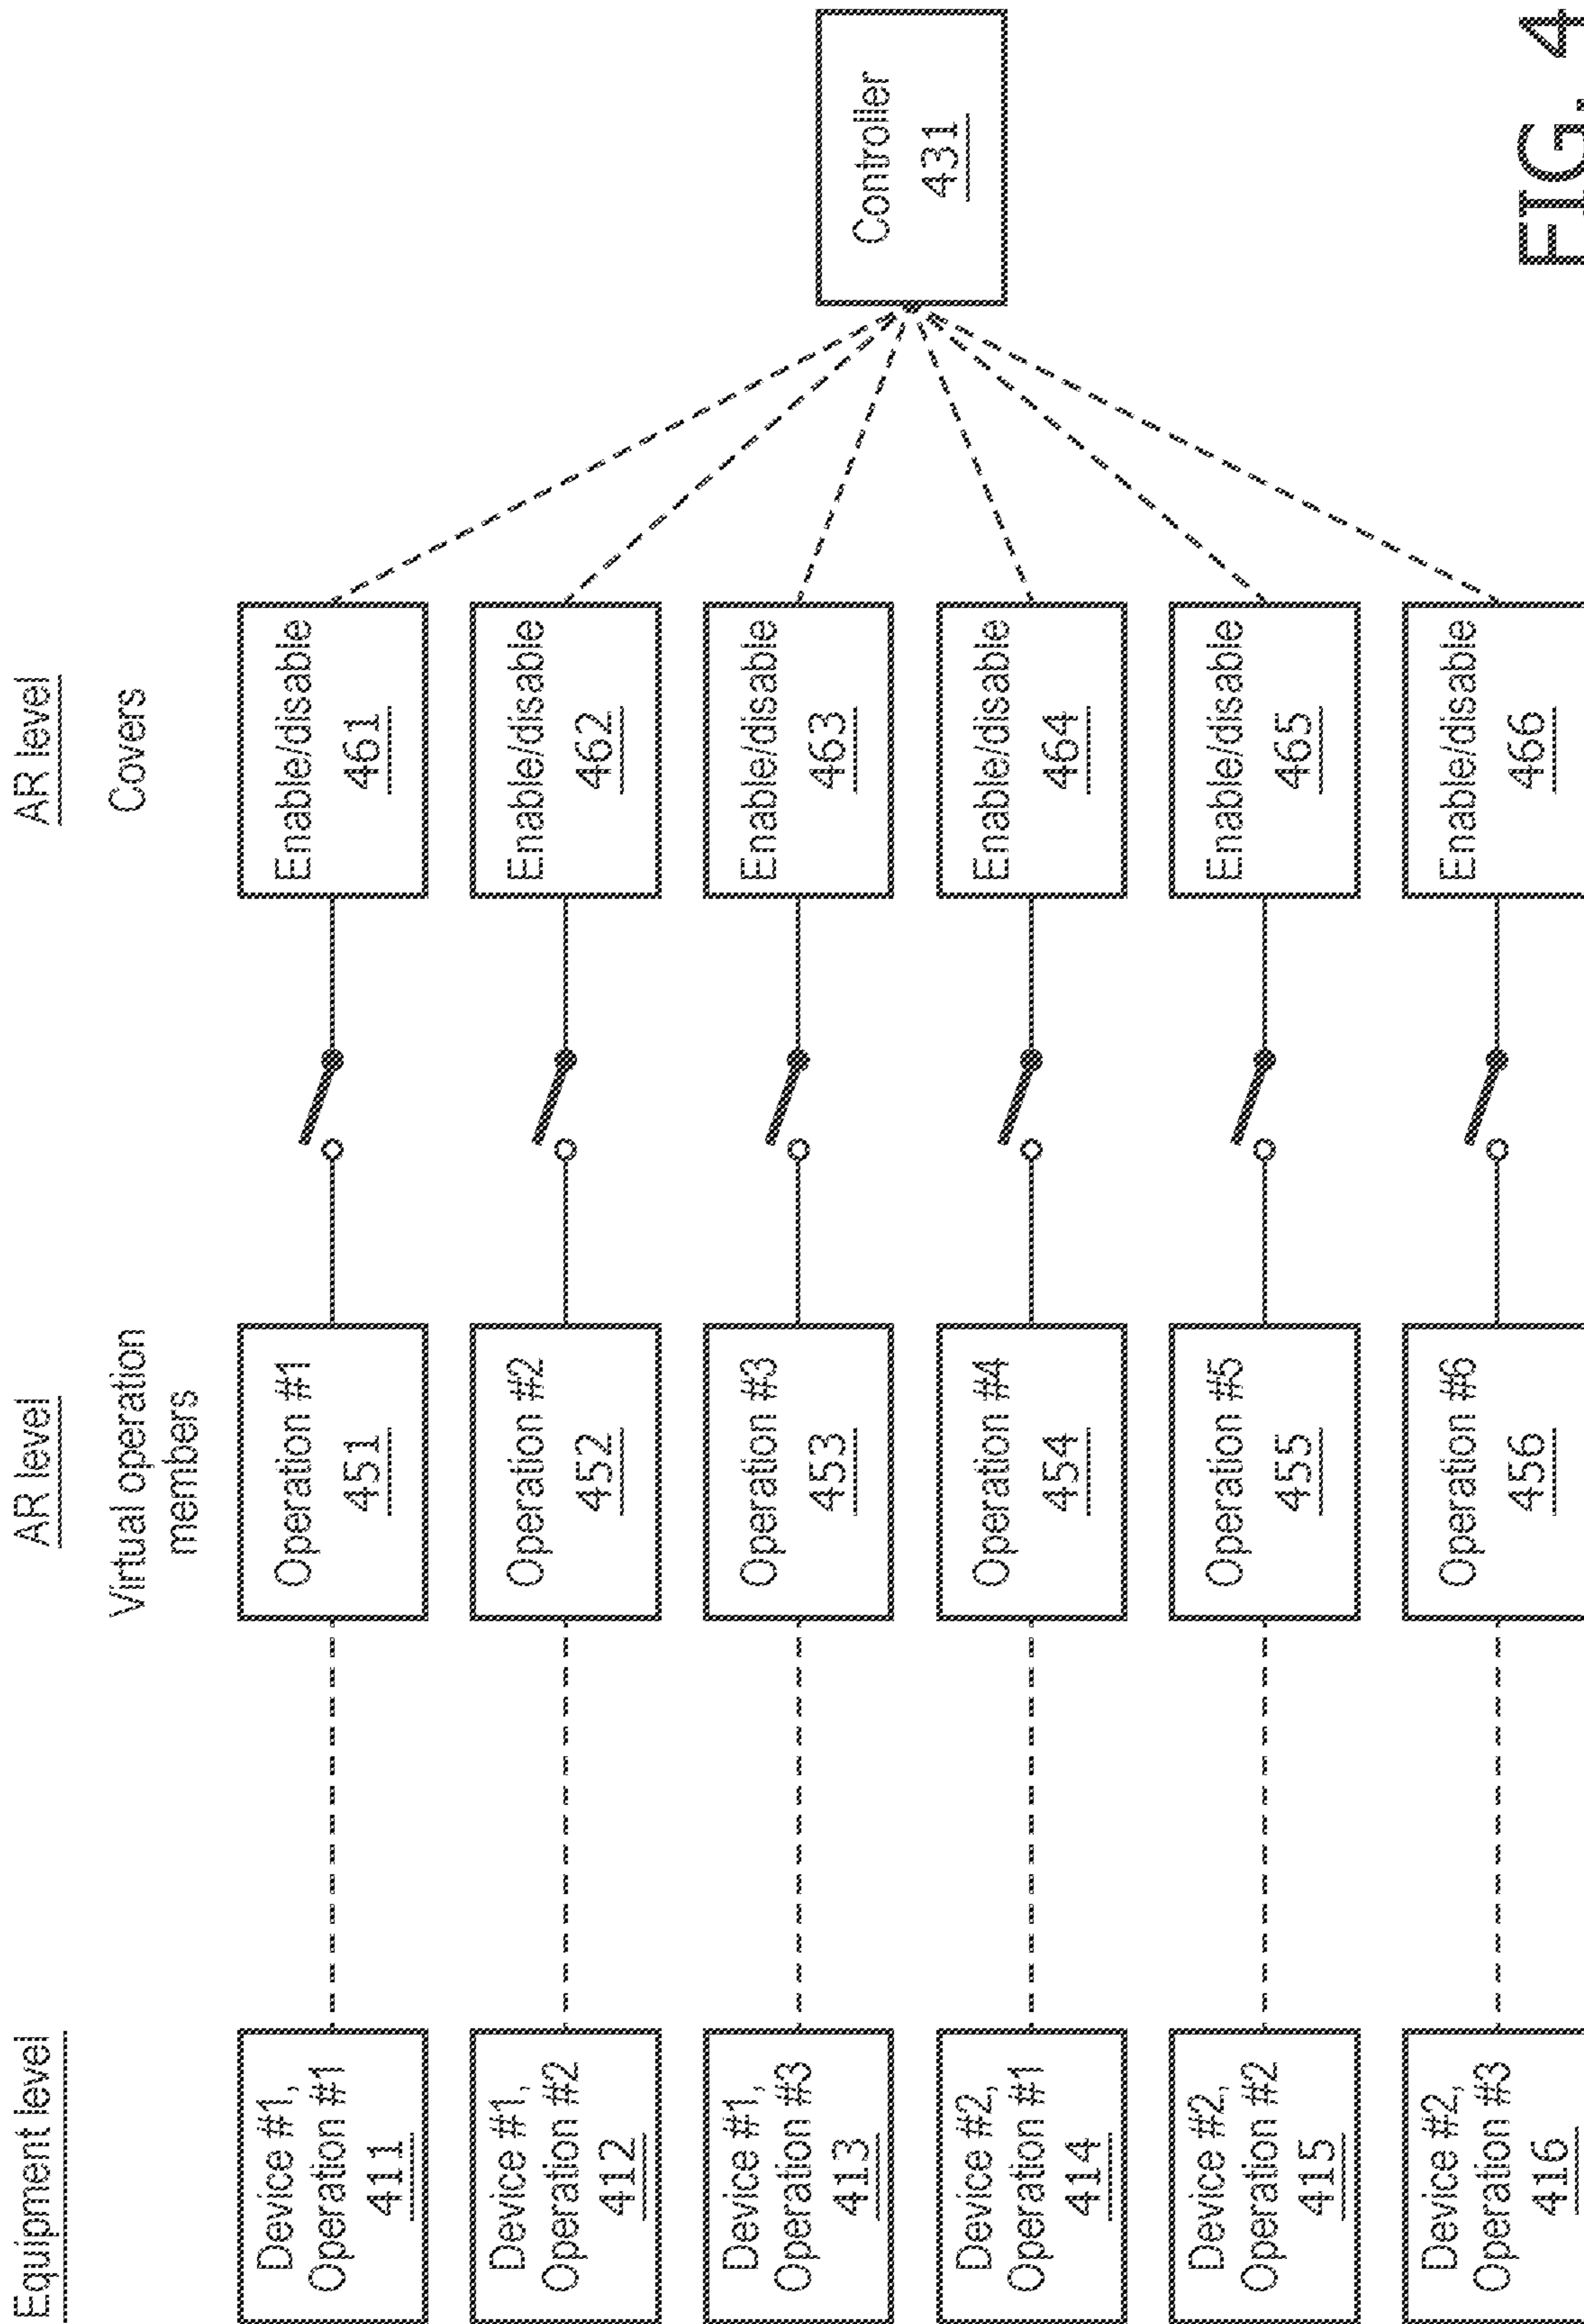 Equipment level
AR level
AR level
Virtual operation
members
Covers
Device #1,
Operation #1
411
Operation #1
451
Enable/disable
461
Device #1,
Operation #2
412
Operation #2
452
Enable/disable
462
Device #1,
Operation #3
413
Operation #3
453
Enable/disable
463
Controller
431
Device #2,
Operation #1
414
Operation #4
454
Enable/disable
464
Device #2,
Operation #2
415
Operation #5
455
Enable/disable
465
Device #2,
Operation #3
416
Operation #6
456
Enable/disable
466
FIG. 4